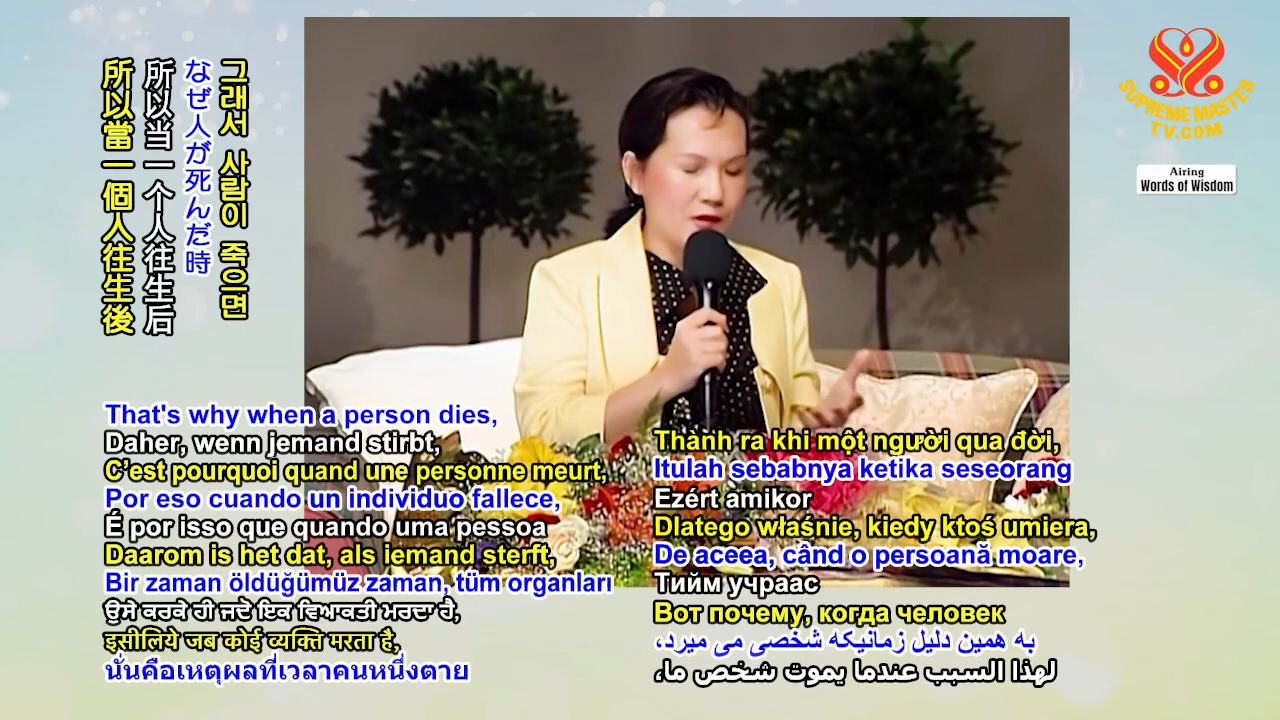 所以當一個人往生後
所以当一个人往生后
なぜ人が死んだ時
그래서 사람이 죽으면
SUPREME MASTER
TV.COM
Airing
Words of Wisdom
That's why when a person dies,
Daher, wenn jemand stirbt,
C'est pourquoi quand une personne meurt,
Por eso cuando un individuo fallece,
É por isso que quando uma pessoa
Daarom is het dat, als iemand sterft,
Bir zaman öldüğümüz zaman, tüm organları
ਉਸੇ ਕਰਕੇ ਹੀ ਜਦੋ ਇਕ ਵਿਆਕਤੀ ਮਰਦਾ ਹੈ,
इसीलिये जब कोई व्यक्ति मरता है,
นั่นคือเหตุผลที่เวลาคนหนึ่งตาย
Thành ra khi một người qua đời,
Itulah sebabnya ketika seseorang
Ezért amikor
Dlatego właśnie, kiedy ktoś umiera,
De aceea, când o persoană moare,
Тийм учраас
Вот почему, когда человек
به همین دلیل زمانیکه شخصی می میرد،
لهذا السبب عندما يموت شخص ما،